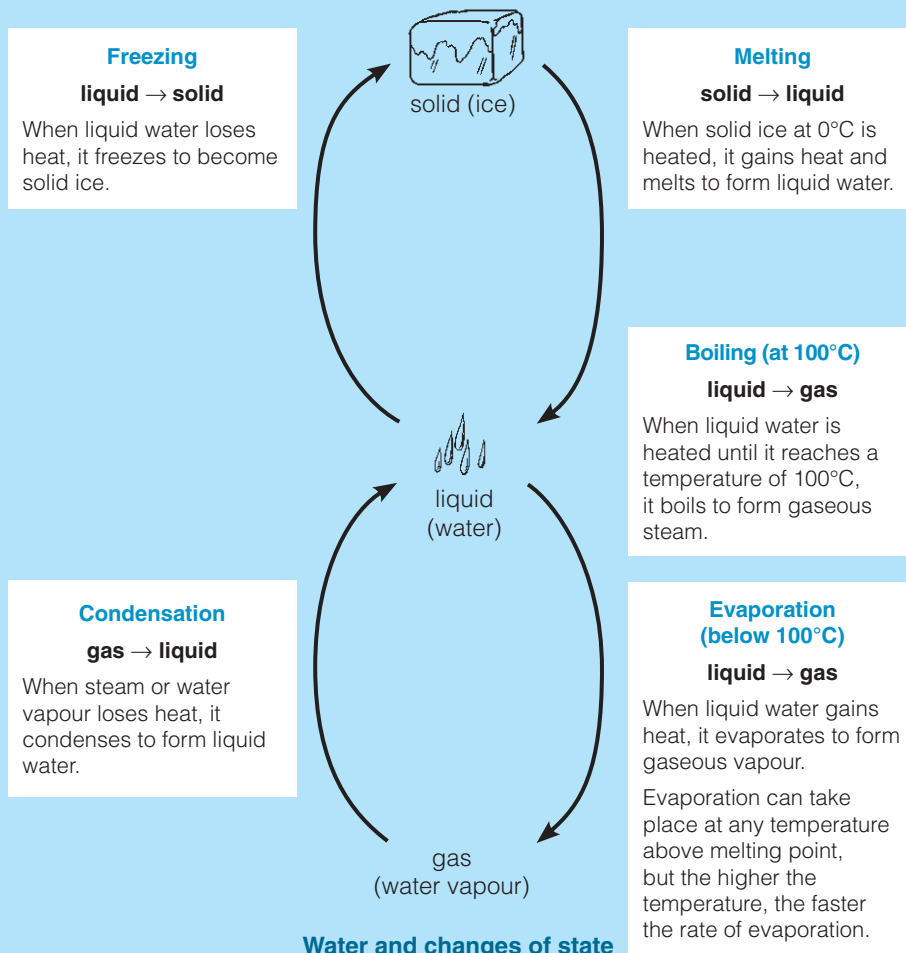 Freezing
liquid → solid
When liquid water loses
heat, it freezes to become
solid ice.
solid (ice)
Melting
solid → liquid
When solid ice at 0°C is
heated, it gains heat and
melts to form liquid water.
Boiling (at 100°C)
liquid → gas
When liquid water is
heated until it reaches a
temperature of 100°C,
it boils to form gaseous
steam.
liquid
(water)
Condensation
gas → liquid
When steam or water
vapour loses heat, it
condenses to form liquid
water.
Evaporation
(below 100°C)
liquid → gas
When liquid water gains
heat, it evaporates to form
gaseous vapour.
Evaporation can take
place at any temperature
above melting point,
but the higher the
temperature, the faster
the rate of evaporation.
gas
(water vapour)
Water and changes of state